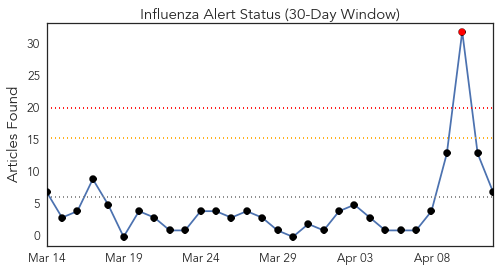 Influenza Alert Status (30-Day Window)
Articles Found
30
25
20
15
10
5
0
Mar 14 Mar 19 Mar 24 Mar 29 Apr 03 Apr 08